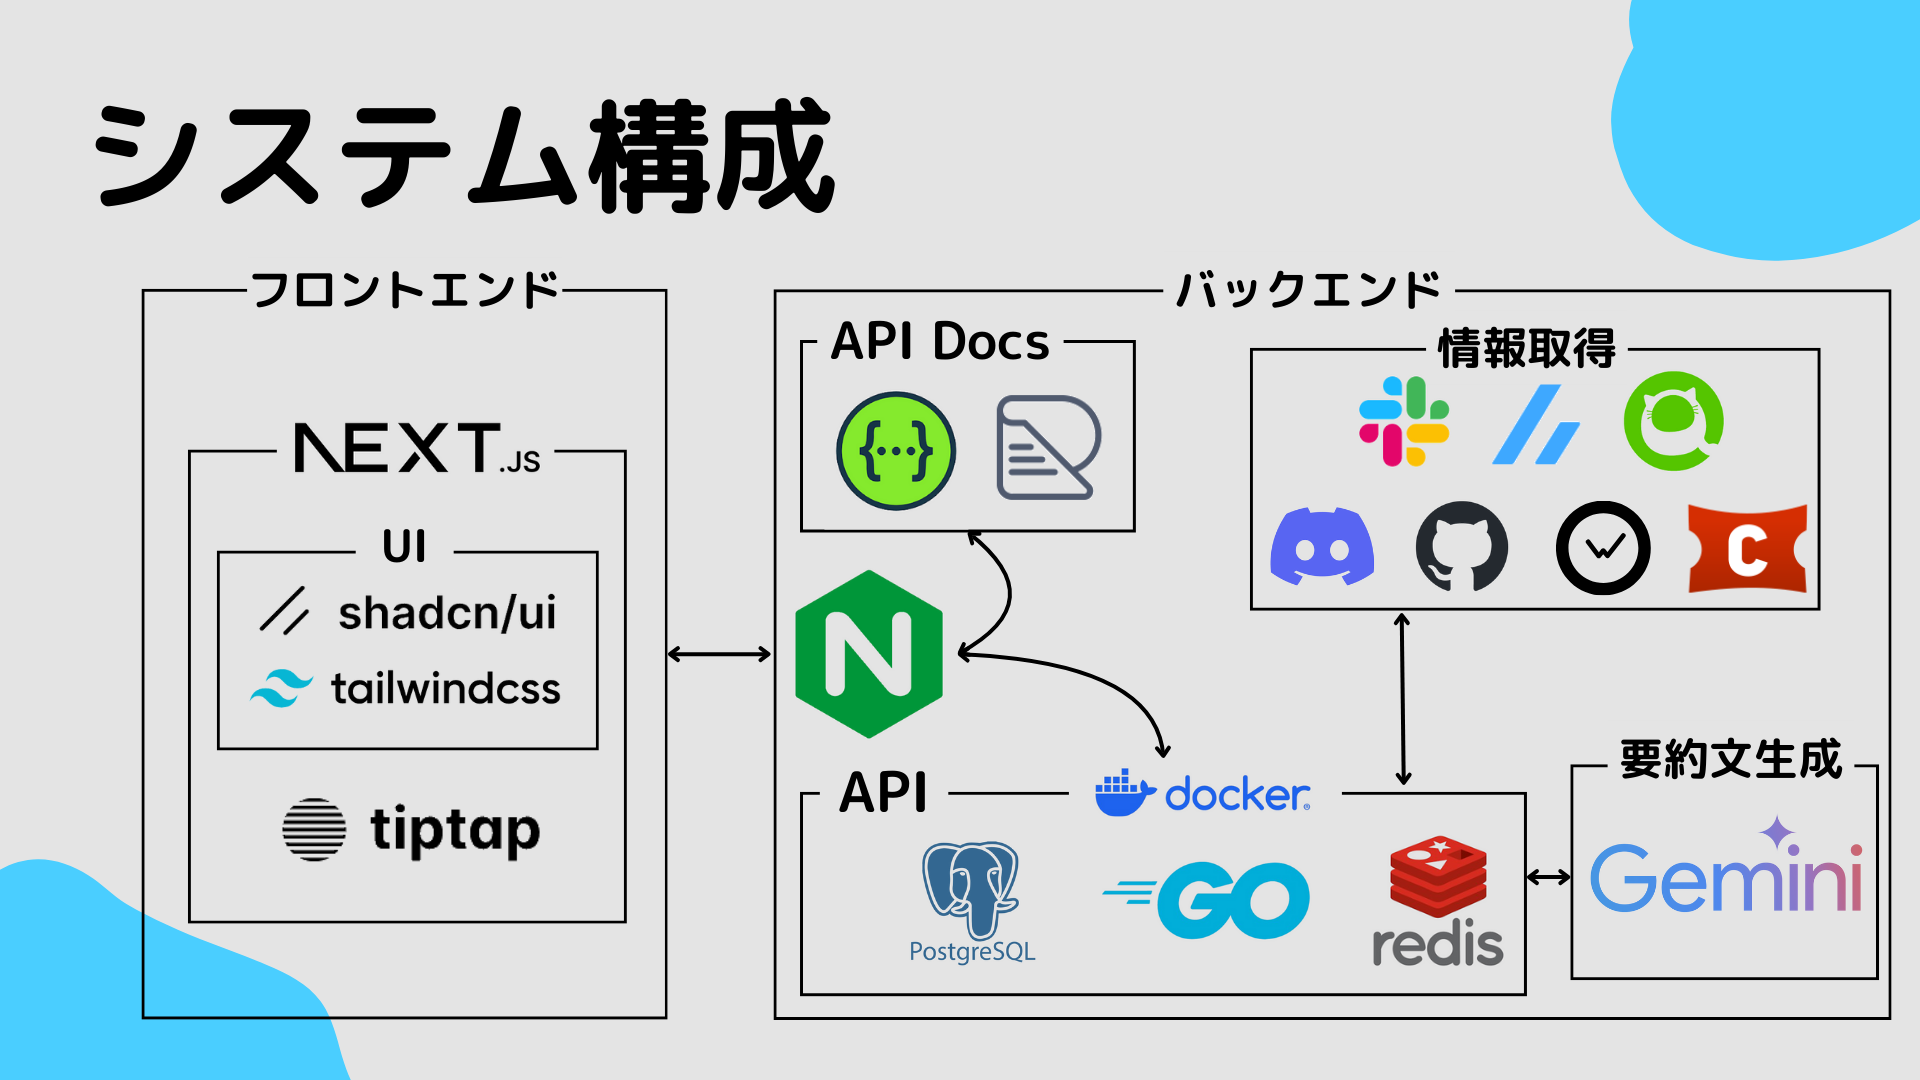 システム構成
フロントエンド
NEXT.JS
UI
shadcn/ui
tailwindcss
tiptap
バックエンド
API Docs
{...}
情報取得
C
N
API
docker
PostgreSQL
GO
redis
要約文生成
Gemini